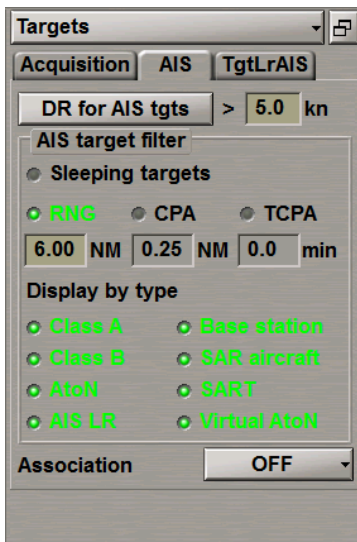 Targets
Acquisition AIS TgtLrAIS
DR for AIS tgts > 5.0 kn
AIS target filter
Sleeping targets
RNG CPA TCPA
6.00 NM 0.25 NM 0.0 min
Display by type
Class A Base station
Class B SAR aircraft
AtoN SART
AIS LR Virtual AtoN
Association OFF